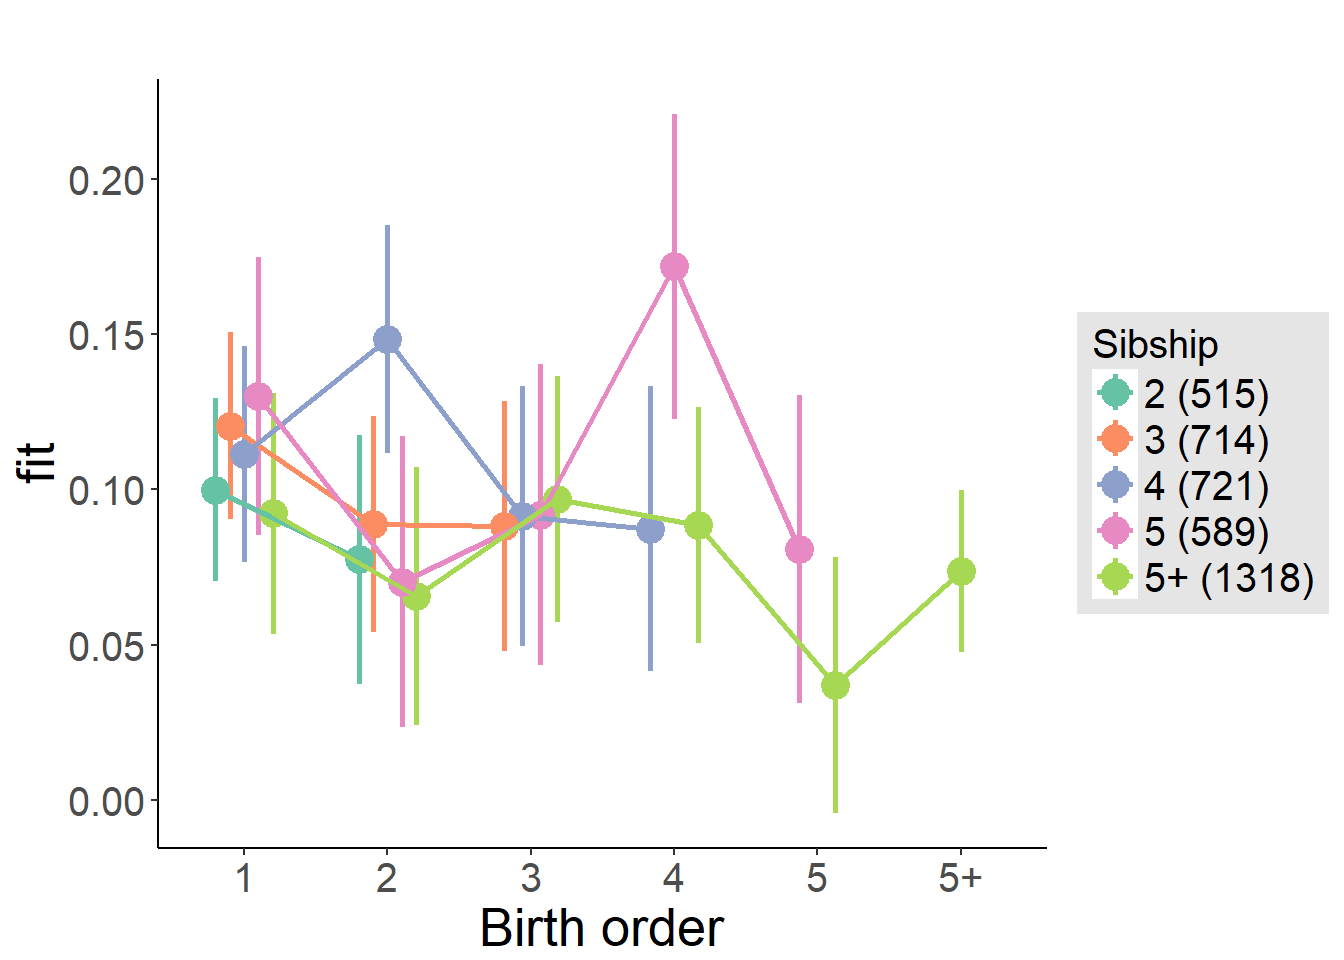 0.20
0.15
0.10
0.05
0.00
fit
1 2 3 4 5 5+
Birth order
Sibship
2 (515)
3 (714)
4 (721)
5 (589)
5+ (1318)